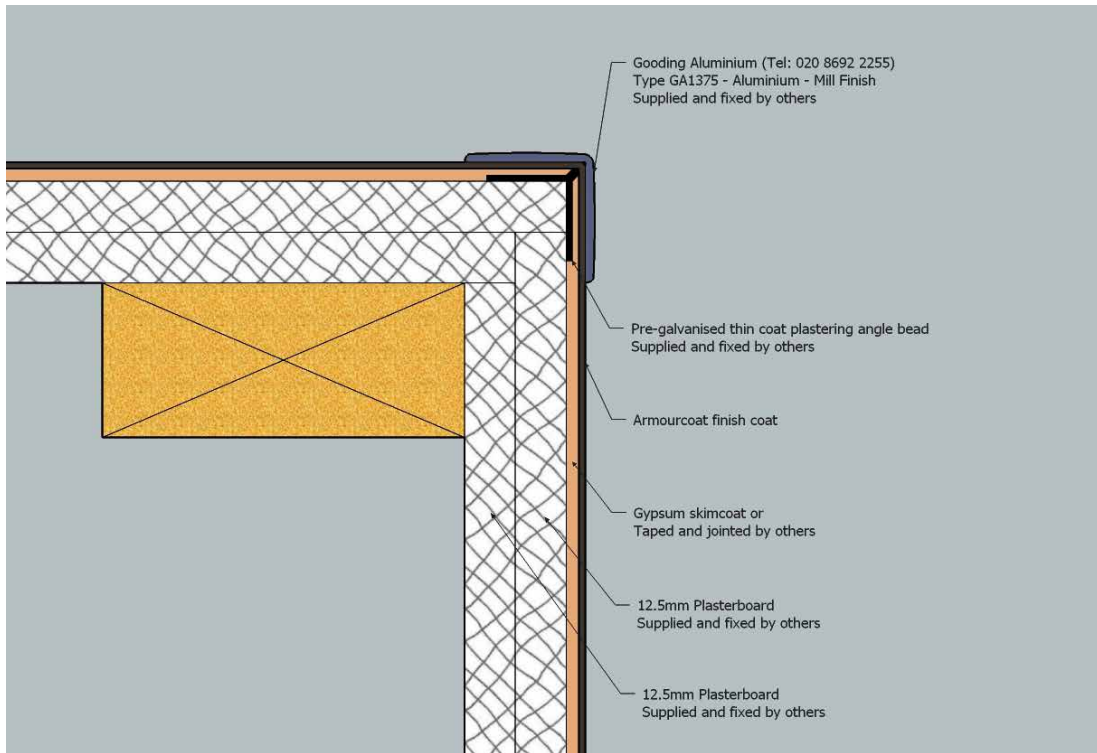 Gooding Aluminium (Tel: 020 8692 2255)
Type GA1375 - Aluminium - Mill Finish
Supplied and fixed by others
Pre-galvanised thin coat plastering angle bead
Supplied and fixed by others
Armourcoat finish coat
Gypsum skimcoat or
Taped and jointed by others
12.5mm Plasterboard
Supplied and fixed by others
12.5mm Plasterboard
Supplied and fixed by others